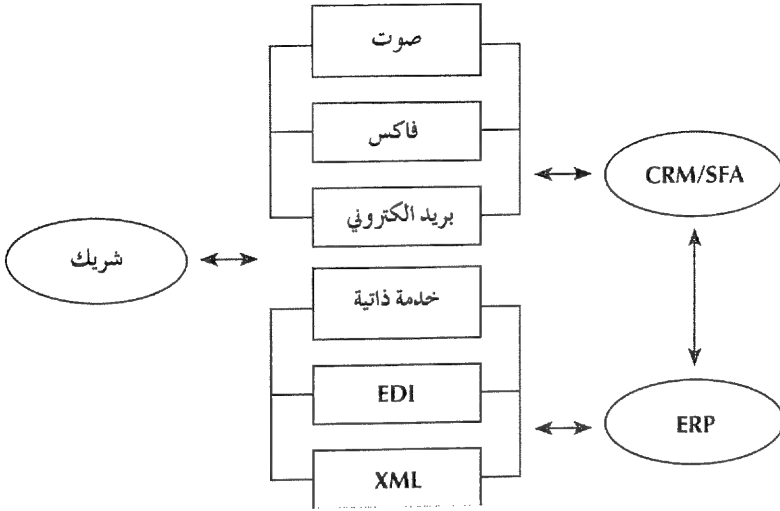 صوت
فاكس
بريد الكتروني
CRM/SFA
شريك
خدمة ذاتية
EDI
ERP
XML